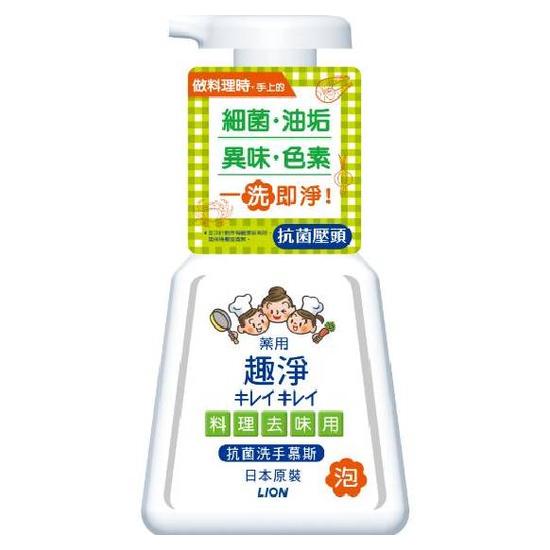 做料理時·手上的
細菌·油垢
異味·色素
一洗即淨!
抗菌壓頭
薬用
趣淨
キレイキレイ
料理去味用
抗菌洗手慕斯
日本原裝
LION
泡